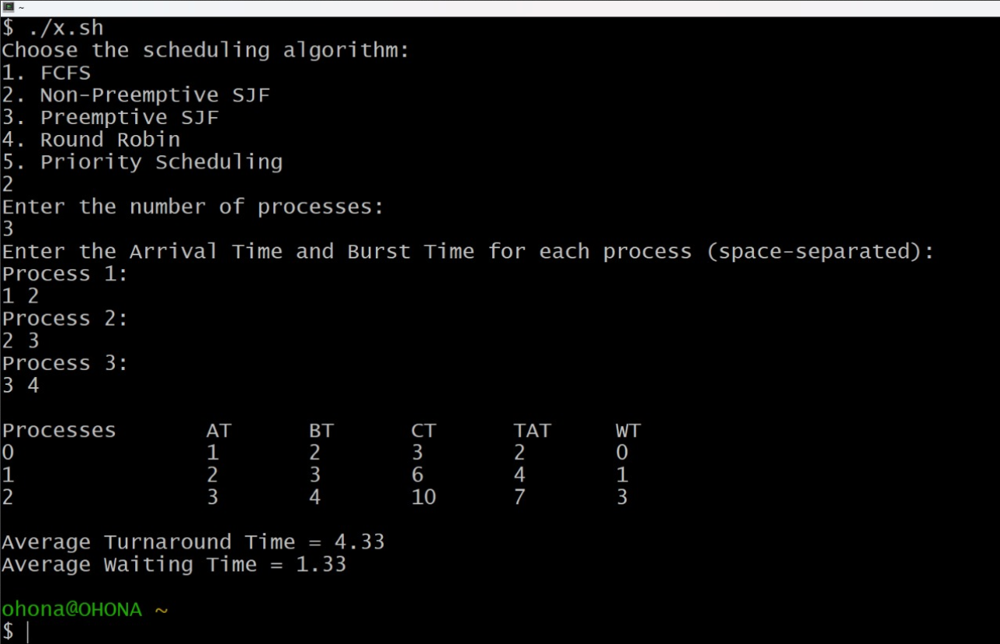 ~
$ ./x.sh
Choose the scheduling algorithm:
1. FCFS
2. Non-Preemptive SJF
3. Preemptive SJF
4. Round Robin
5. Priority Scheduling
2
Enter the number of processes:
3
Enter the Arrival Time and Burst Time for each process (space-separated):
Process 1:
1 2
Process 2:
2 3
Process 3:
3 4
Processes AT BT CT TAT WT
0 1 2 3 2 0
1 2 3 6 4 1
2 3 4 10 7 3
Average Turnaround Time = 4.33
Average Waiting Time = 1.33
ohona@OHONA ~
$